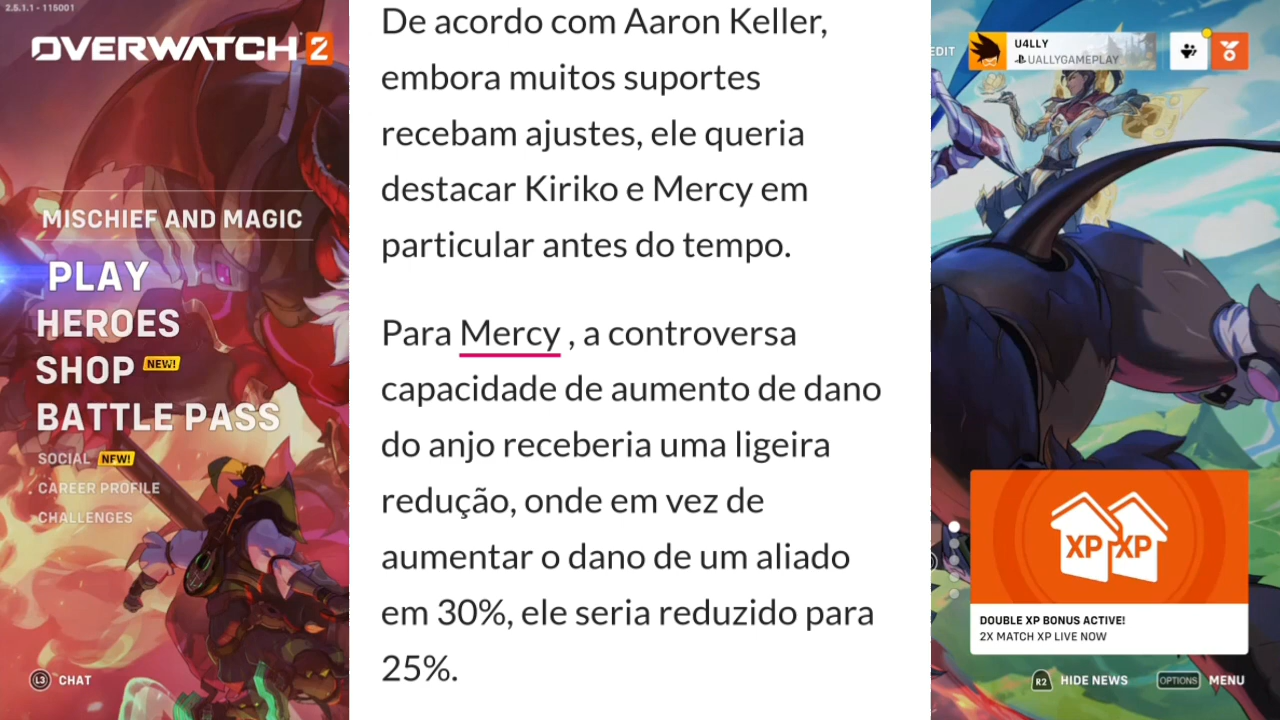 2.5.1.1 - 115001
OVERWATCH 2
MISCHIEF AND MAGIC
PLAY
HEROES
SHOP NEW!
BATTLE PASS
SOCIAL NEW!
CAREER PROFILE
CHALLENGES
L3 CHAT
De acordo com Aaron Keller,
embora muitos suportes
recebam ajustes, ele queria
destacar Kiriko e Mercy em
particular antes do tempo.
Para Mercy , a controversa
capacidade de aumento de dano
do anjo receberia uma ligeira
redução, onde em vez de
aumentar o dano de um aliado
em 30%, ele seria reduzido para
25%.
EDIT
U4LLY
UALLYGAMEPLAY
XP XP
DOUBLE XP BONUS ACTIVE!
2X MATCH XP LIVE NOW
R2 HIDE NEWS OPTIONS MENU